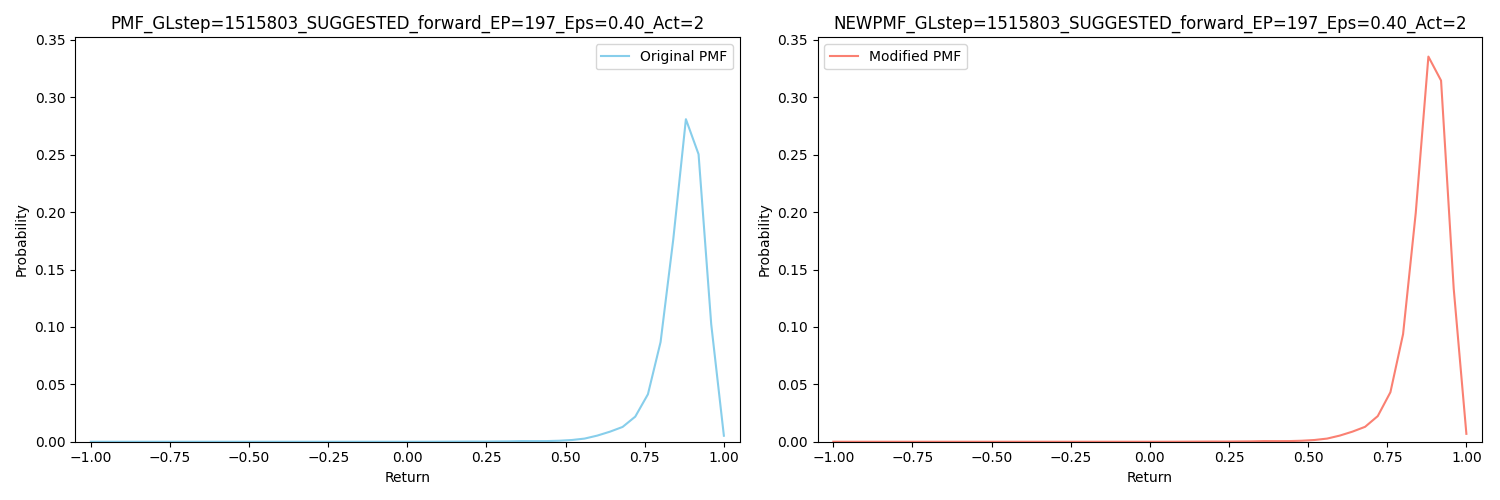 PMF_GLstep=1515803_SUGGESTED_forward_EP=197_Eps=0.40_Act=2
0.35
0.30
0.25
0.20
0.15
0.10
0.05
0.00
Probability
Original PMF
−1.00 −0.75 −0.50 −0.25 0.00 0.25 0.50 0.75 1.00
Return
NEWPMF_GLstep=1515803_SUGGESTED_forward_EP=197_Eps=0.40_Act=2
0.35
0.30
0.25
0.20
0.15
0.10
0.05
0.00
Probability
Modified PMF
−1.00 −0.75 −0.50 −0.25 0.00 0.25 0.50 0.75 1.00
Return